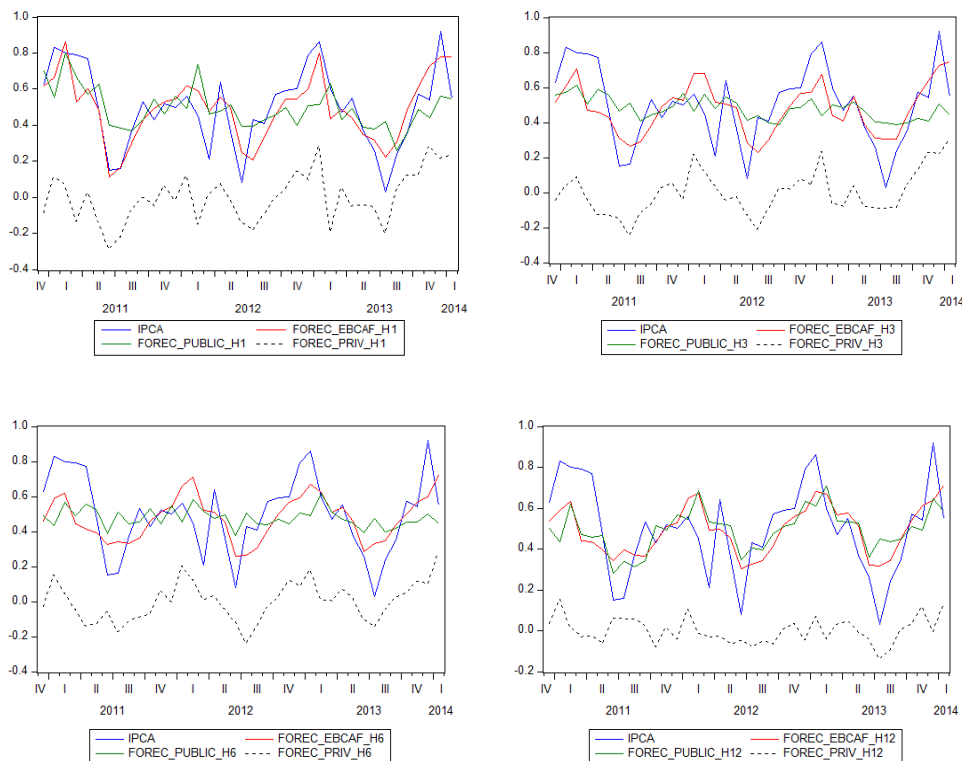 1.0
0.8
0.6
0.4
0.2
0.0
-0.2
-0.4
IV I II III IV I II III IV I II III IV I
2011 2012 2013 2014
IPCA FOREC_EBCAF_H1
FOREC_PUBLIC_H1 FOREC_PRIV_H1
1.0
0.8
0.6
0.4
0.2
0.0
-0.2
-0.4
IV I II III IV I II III IV I II III IV I
2011 2012 2013 2014
IPCA FOREC_EBCAF_H3
FOREC_PUBLIC_H3 FOREC_PRIV_H3
1.0
0.8
0.6
0.4
0.2
0.0
-0.2
-0.4
IV I II III IV I II III IV I II III IV I
2011 2012 2013 2014
IPCA FOREC_EBCAF_H6
FOREC_PUBLIC_H6 FOREC_PRIV_H6
1.0
0.8
0.6
0.4
0.2
0.0
-0.2
IV I II III IV I II III IV I II III IV I
2011 2012 2013 2014
IPCA FOREC_EBCAF_H12
FOREC_PUBLIC_H12 FOREC_PRIV_H12